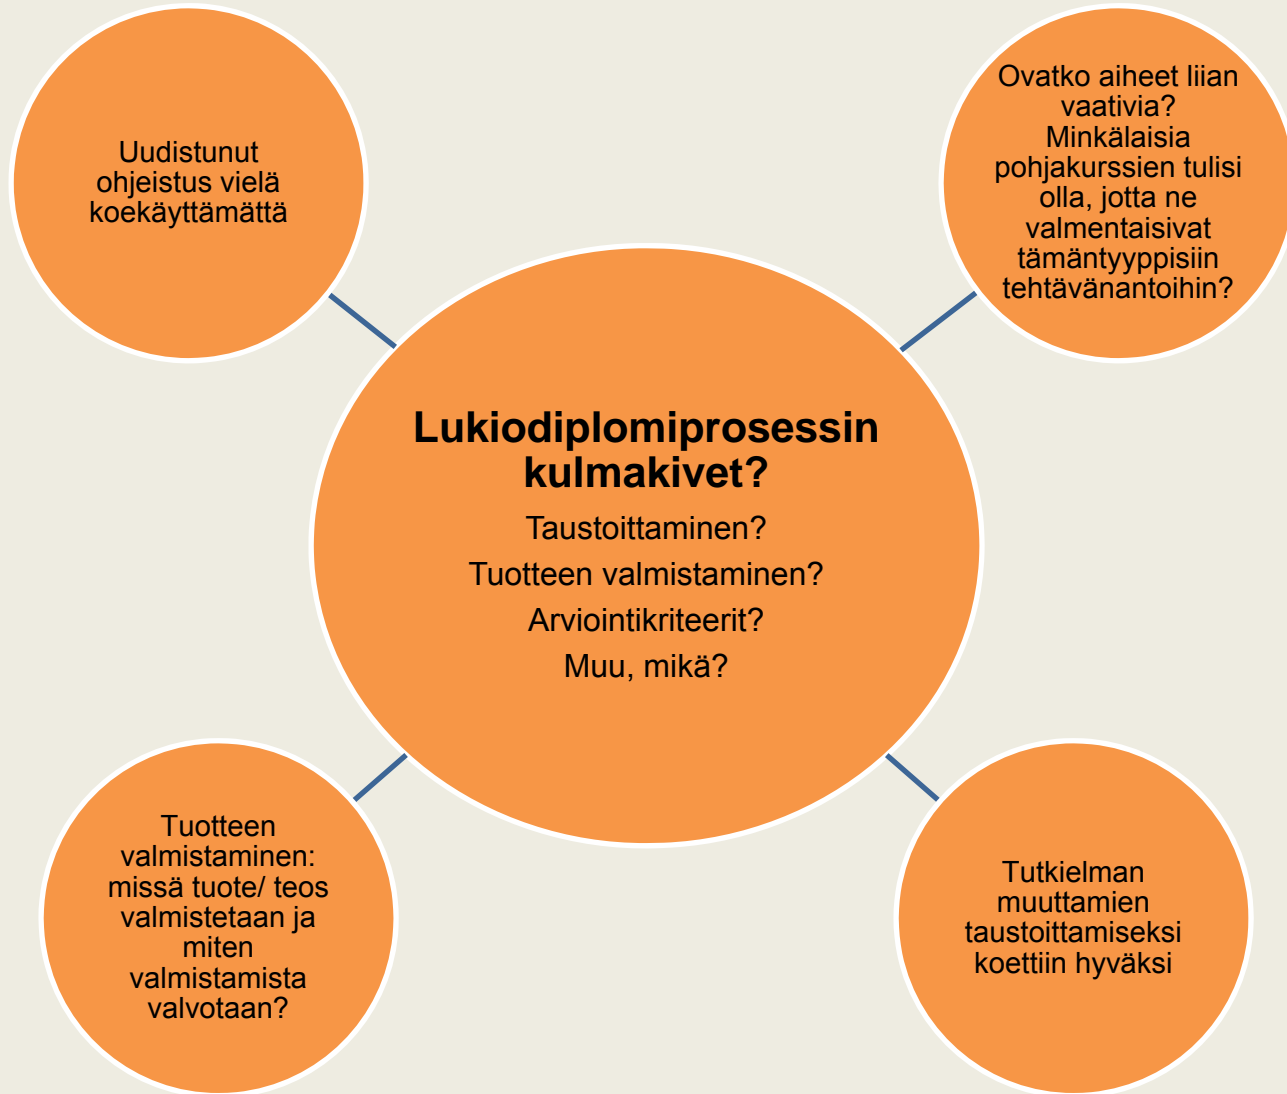 Uudistunut
ohjeistus vielä
koekäyttämättä
Ovatko aiheet liian
vaativia?
Minkälaisia
pohjakurssien tulisi
olla, jotta ne
valmentaisivat
tämäntyyppisiin
tehtävänantoihin?
Lukiodiplomiprosessin
kulmakivet?
Taustoittaminen?
Tuotteen valmistaminen?
Arviointikriteerit?
Muu, mikä?
Tuotteen
valmistaminen:
missä tuote/ teos
valmistetaan ja
miten
valmistamista
valvotaan?
Tutkielman
muuttamien
taustoittamiseksi
koettiin hyväksi